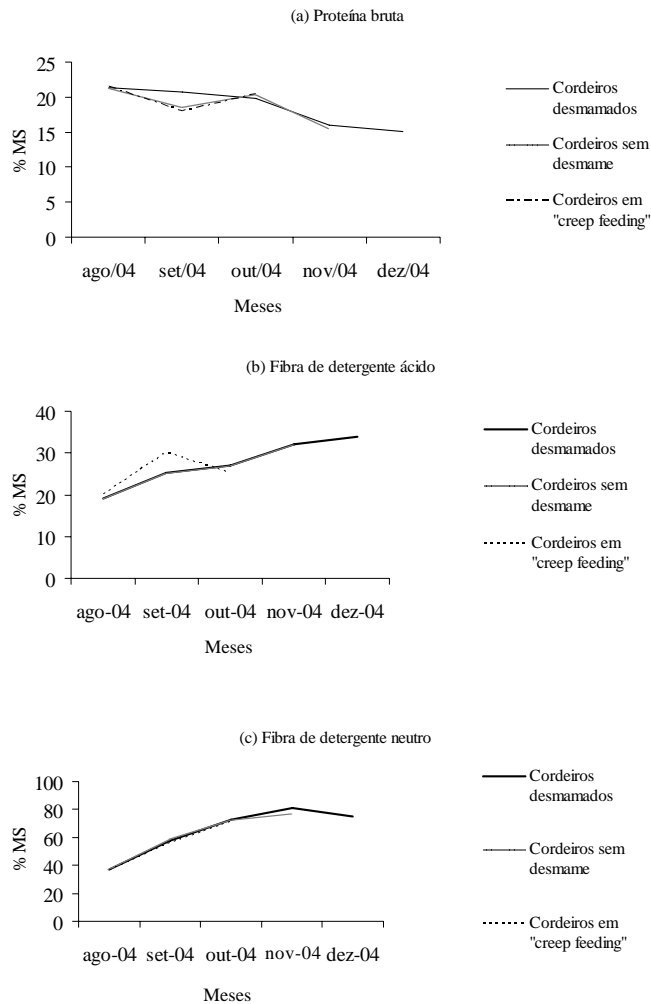 (a) Proteína bruta
25
20
15
10
5
0
% MS
ago/04 set/04 out/04 nov/04 dez/04
Meses
Cordeiros
desmamados
Cordeiros sem
desmame
Cordeiros em
"creep feeding"
(b) Fibra de detergente ácido
40
30
20
10
0
% MS
ago-04 set-04 out-04 nov-04 dez-04
Meses
Cordeiros
desmamados
Cordeiros sem
desmame
Cordeiros em
"creep feeding"
(c) Fibra de detergente neutro
100
80
60
40
20
0
% MS
ago-04 set-04 out-04 nov-04 dez-04
Meses
Cordeiros
desmamados
Cordeiros sem
desmame
Cordeiros em
"creep feeding"